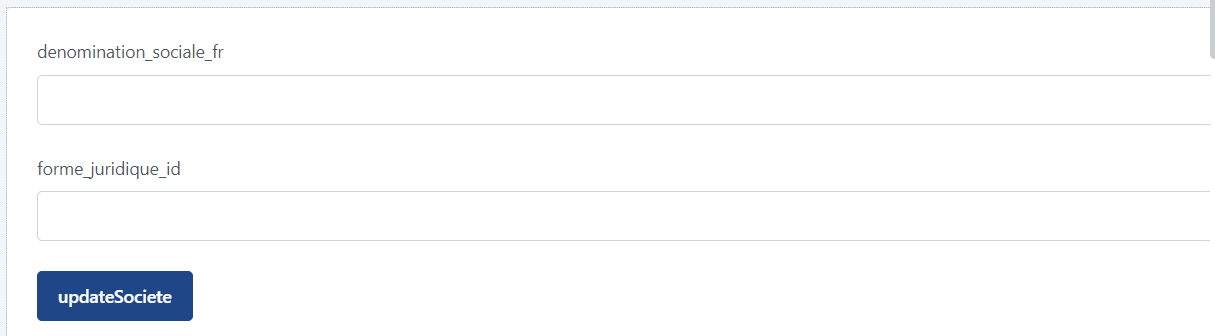 denomination_sociale_fr
forme_juridique_id
updateSociete